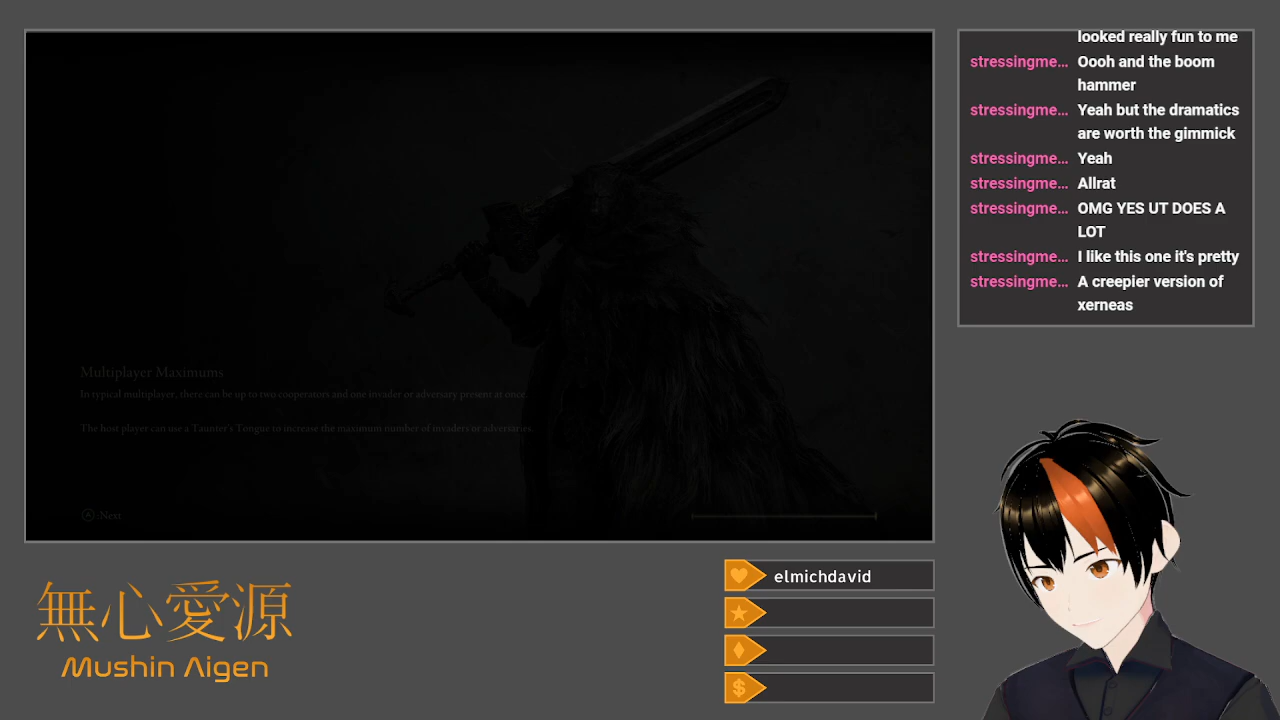 Multiplayer Maximums
In typical multiplayer, there can be up to two cooperators and one invader or adversary present at once.
The host player can use a Taunter's Tongue to increase the maximum number of invaders or adversaries.
A :Next
looked really fun to me
stressingme... Oooh and the boom
hammer
stressingme... Yeah but the dramatics
are worth the gimmick
stressingme... Yeah
stressingme... Allrat
stressingme... OMG YES UT DOES A
LOT
stressingme... I like this one it's pretty
stressingme... A creepier version of
xerneas
無心愛源
Mushin Aigen
elmichdavid
$